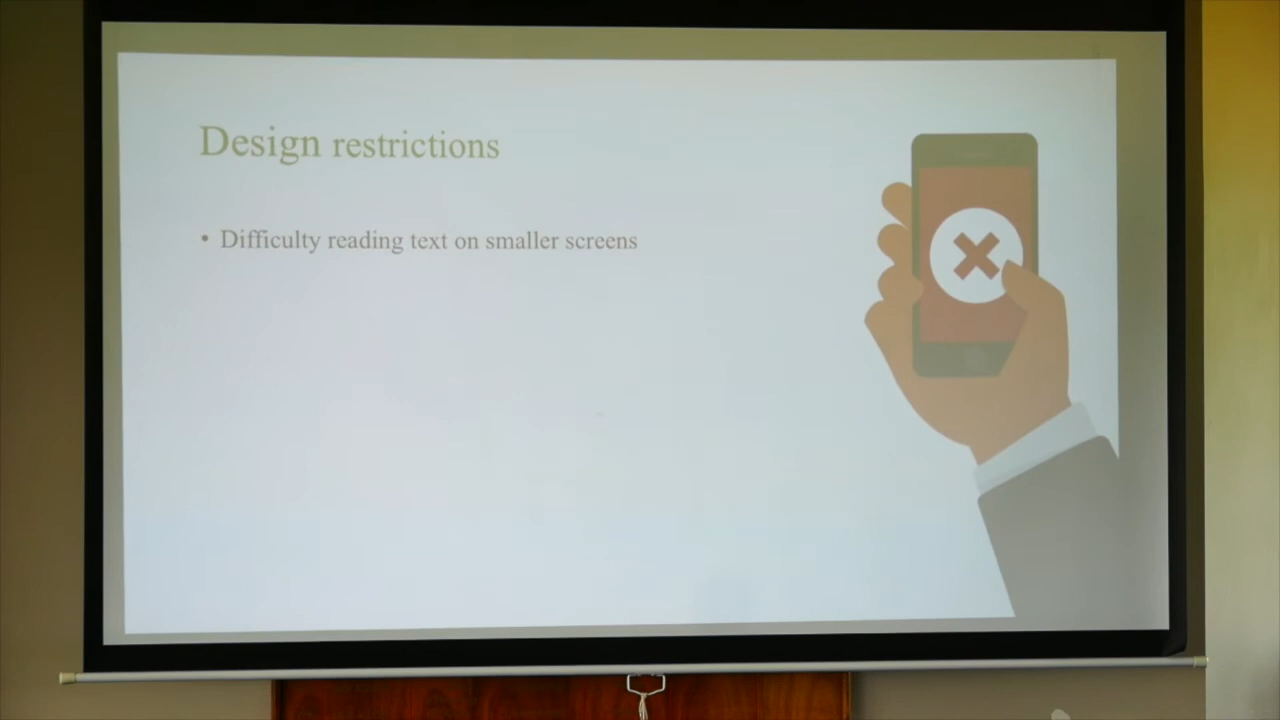 Design restrictions
• Difficulty reading text on smaller screens